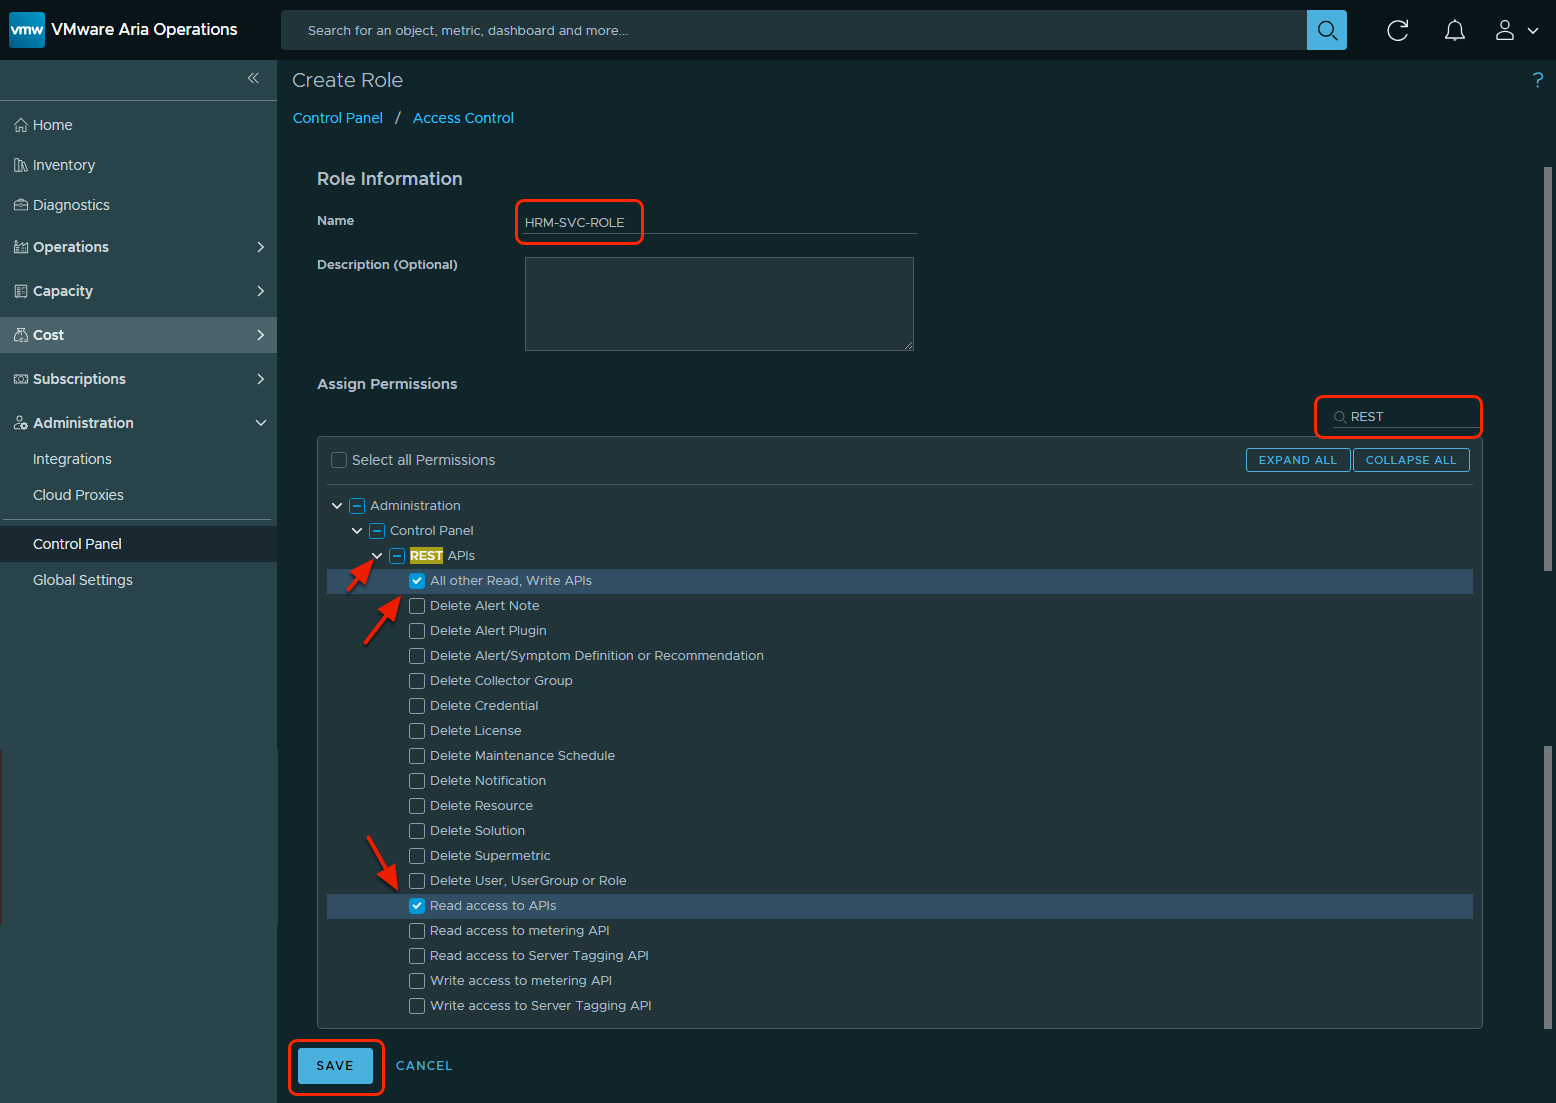 vmw VMware Aria Operations
Search for an object, metric, dashboard and more...
Create Role
?
Control Panel / Access Control
Home
Inventory
Diagnostics
Operations
Capacity
Cost
Subscriptions
Administration
Integrations
Cloud Proxies
Control Panel
Global Settings
Role Information
Name
HRM-SVC-ROLE
Description (Optional)
Assign Permissions
REST
Select all Permissions
EXPAND ALL
COLLAPSE ALL
Administration
Control Panel
REST APIs
All other Read, Write APIs
Delete Alert Note
Delete Alert Plugin
Delete Alert/Symptom Definition or Recommendation
Delete Collector Group
Delete Credential
Delete License
Delete Maintenance Schedule
Delete Notification
Delete Resource
Delete Solution
Delete Supermetric
Delete User, UserGroup or Role
Read access to APIs
Read access to metering API
Read access to Server Tagging API
Write access to metering API
Write access to Server Tagging API
SAVE
CANCEL